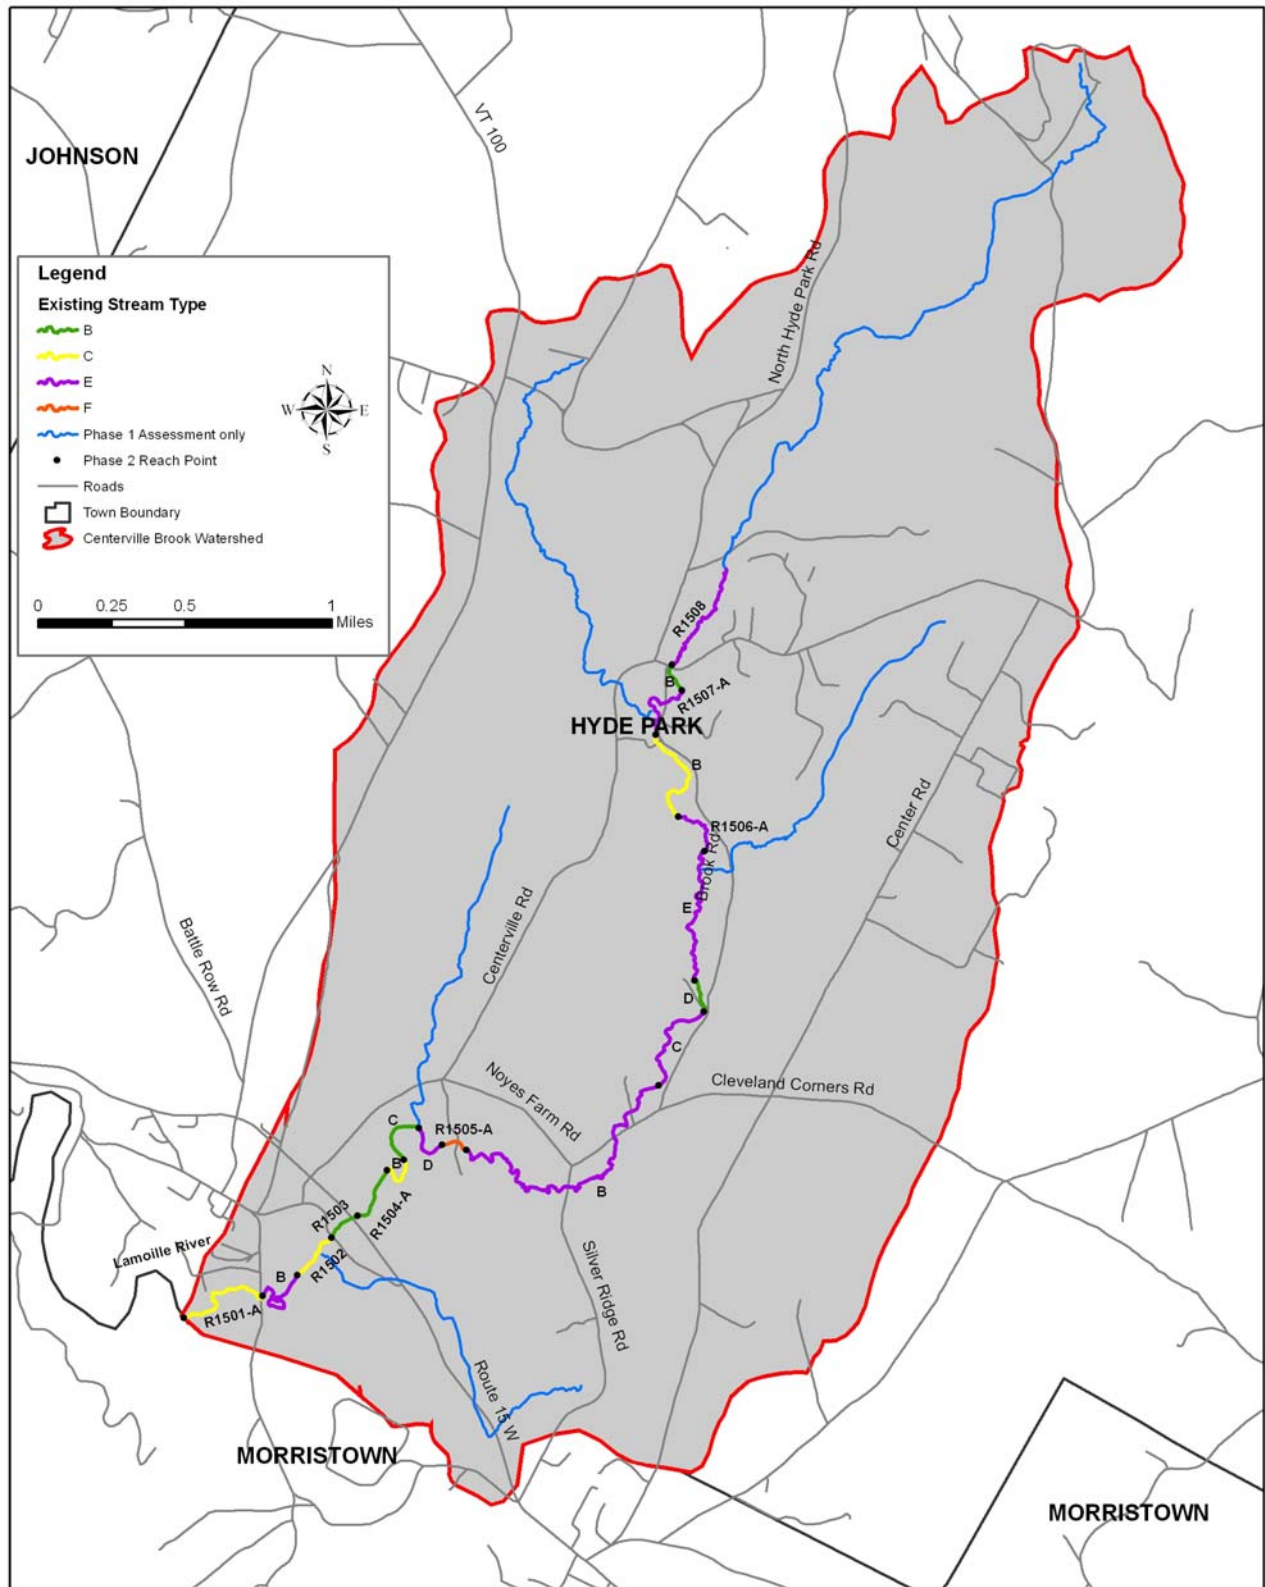 VT 100
JOHNSON
North Hyde Park Rd
Legend
Existing Stream Type
B
C
E
F
Phase 1 Assessment only
Phase 2 Reach Point
Roads
Town Boundary
Centerville Brook Watershed
N
W
E
S
0 0.25 0.5 1
Miles
R1508
B
R1507-A
HYDE PARK
B
R1506-A
Brook Rd
Center Rd
E
Centerville Rd
Battle Row Rd
D
C
Noyes Farm Rd
Cleveland Corners Rd
C
R1505-A
B
D
B
R1503
R1504-A
Lamoille River
B
R1502
R1501-A
Silver Ridge Rd
Route 15 W
MORRISTOWN
MORRISTOWN